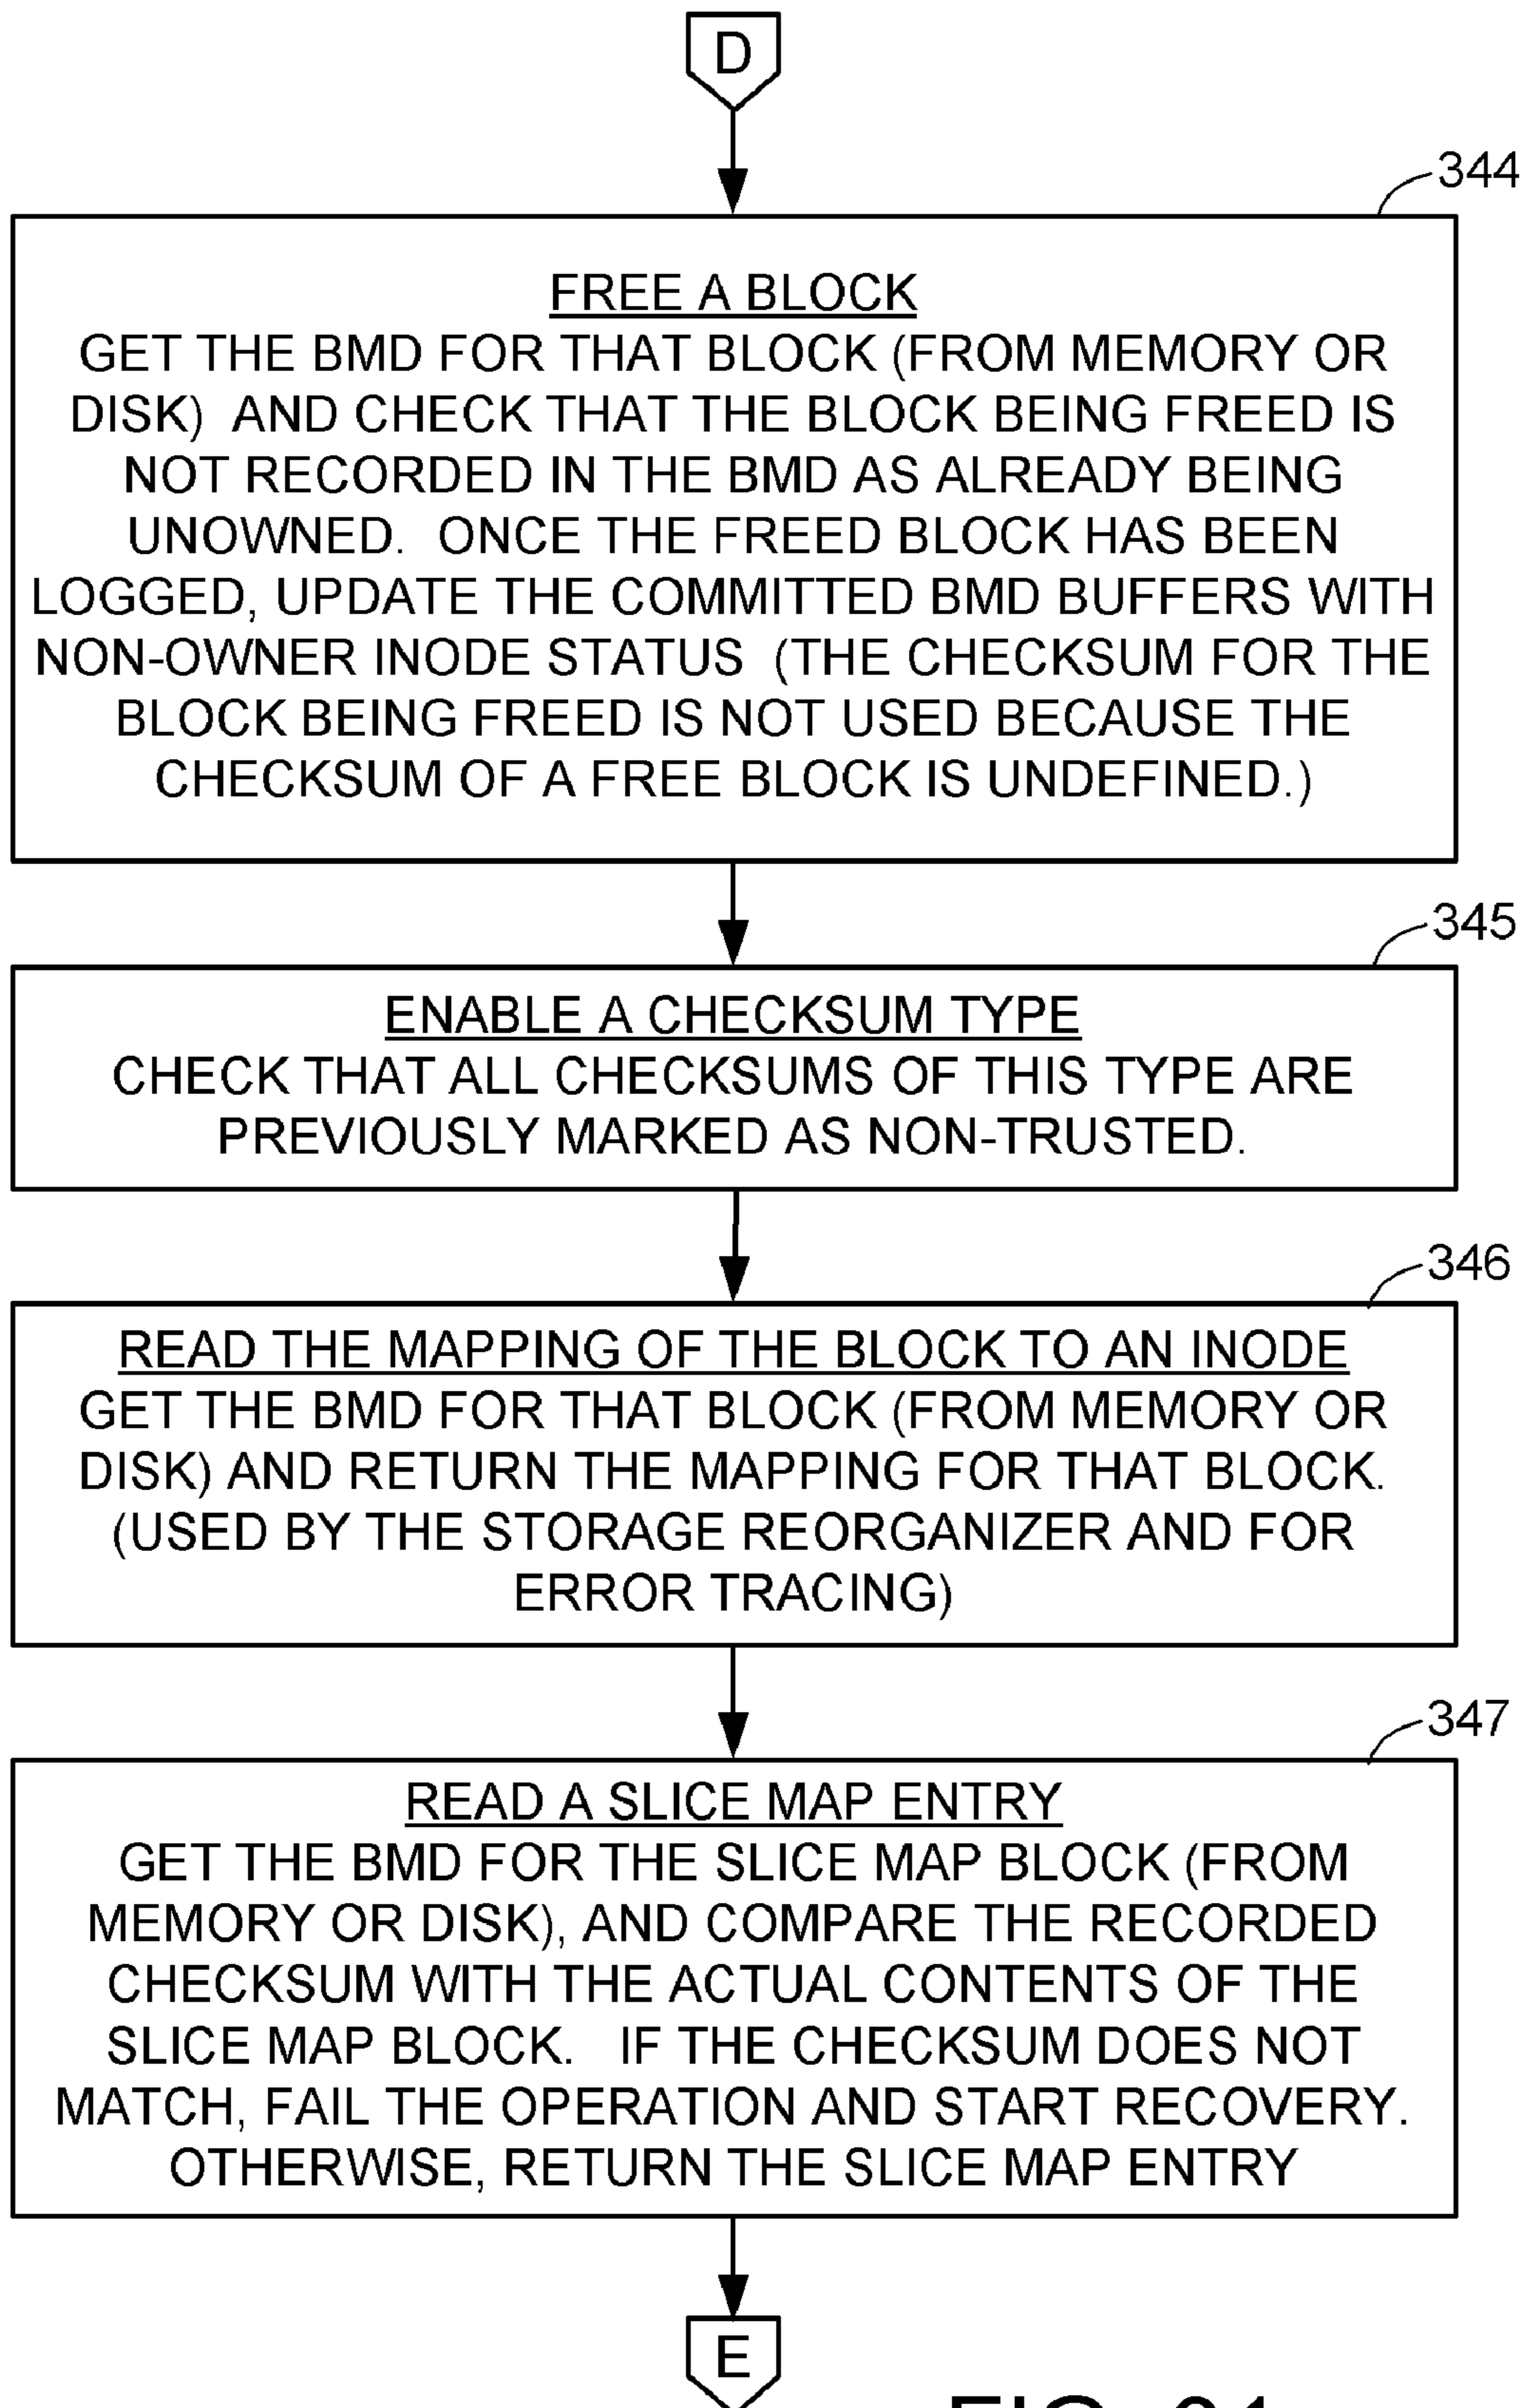 D
344
FREE A BLOCK
GET THE BMD FOR THAT BLOCK (FROM MEMORY OR
DISK) AND CHECK THAT THE BLOCK BEING FREED IS
NOT RECORDED IN THE BMD AS ALREADY BEING
UNOWNED. ONCE THE FREED BLOCK HAS BEEN
LOGGED, UPDATE THE COMMITTED BMD BUFFERS WITH
NON-OWNER INODE STATUS (THE CHECKSUM FOR THE
BLOCK BEING FREED IS NOT USED BECAUSE THE
CHECKSUM OF A FREE BLOCK IS UNDEFINED.)
345
ENABLE A CHECKSUM TYPE
CHECK THAT ALL CHECKSUMS OF THIS TYPE ARE
PREVIOUSLY MARKED AS NON-TRUSTED.
346
READ THE MAPPING OF THE BLOCK TO AN INODE
GET THE BMD FOR THAT BLOCK (FROM MEMORY OR
DISK) AND RETURN THE MAPPING FOR THAT BLOCK.
(USED BY THE STORAGE REORGANIZER AND FOR
ERROR TRACING)
347
READ A SLICE MAP ENTRY
GET THE BMD FOR THE SLICE MAP BLOCK (FROM
MEMORY OR DISK), AND COMPARE THE RECORDED
CHECKSUM WITH THE ACTUAL CONTENTS OF THE
SLICE MAP BLOCK. IF THE CHECKSUM DOES NOT
MATCH, FAIL THE OPERATION AND START RECOVERY.
OTHERWISE, RETURN THE SLICE MAP ENTRY
E